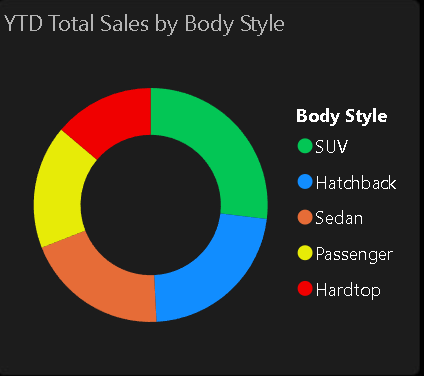 YTD Total Sales by Body Style
Body Style
SUV
Hatchback
Sedan
Passenger
Hardtop